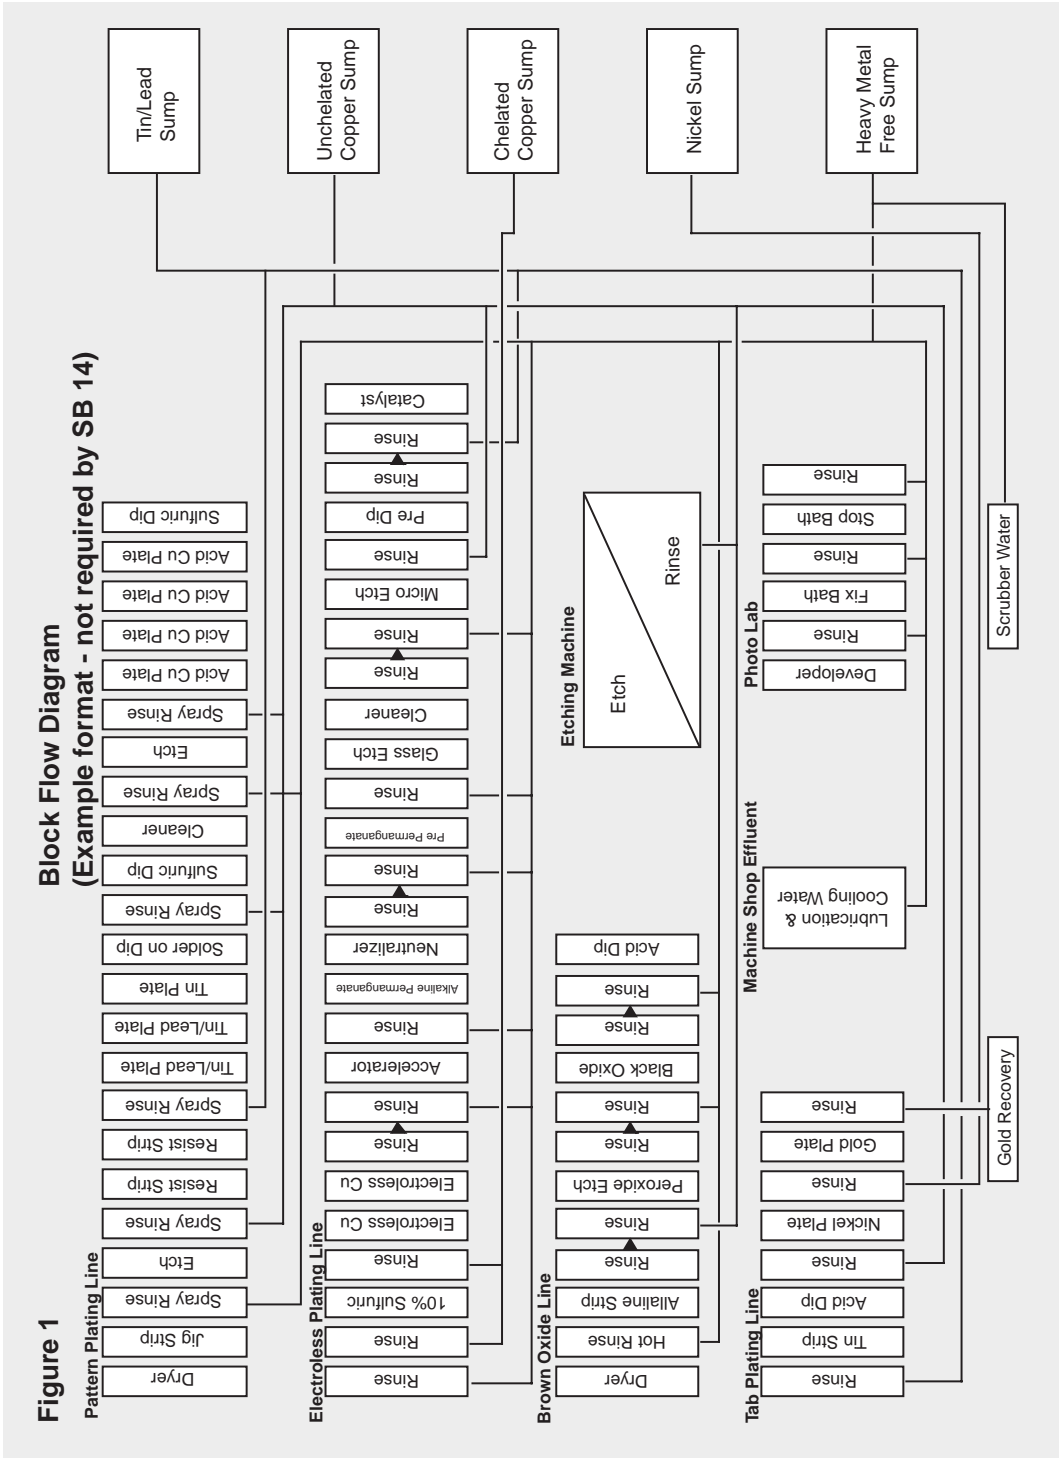 Figure 1
Block Flow Diagram
(Example format - not required by SB 14)
Pattern Plating Line
Dryer
Jig Strip
Spray Rinse
Etch
Spray Rinse
Resist Strip
Resist Strip
Spray Rinse
Tin/Lead Plate
Tin/Lead Plate
Tin Plate
Solder on Dip
Spray Rinse
Sulfuric Dip
Cleaner
Spray Rinse
Etch
Spray Rinse
Acid Cu Plate
Acid Cu Plate
Acid Cu Plate
Acid Cu Plate
Sulfuric Dip
Electroless Plating Line
Rinse
Rinse
10% Sulfuric
Rinse
Electroless Cu
Electroless Cu
Rinse
Rinse
Accelerator
Rinse
Alkaline Permanganate
Neutralizer
Rinse
Rinse
Pre Permanganate
Rinse
Glass Etch
Cleaner
Rinse
Rinse
Micro Etch
Rinse
Pre Dip
Rinse
Rinse
Catalyst
Brown Oxide Line
Dryer
Hot Rinse
Allaline Strip
Rinse
Rinse
Peroxide Etch
Rinse
Rinse
Black Oxide
Rinse
Rinse
Acid Dip
Etching Machine
Etch
Rinse
Tab Plating Line
Rinse
Tin Strip
Acid Dip
Rinse
Nickel Plate
Rinse
Gold Plate
Rinse
Machine Shop Effluent
Lubrication &
Cooling Water
Photo Lab
Developer
Rinse
Fix Bath
Rinse
Stop Bath
Rinse
Gold Recovery
Scrubber Water
Tin/Lead
Sump
Unchelated
Copper Sump
Chelated
Copper Sump
Nickel Sump
Heavy Metal
Free Sump